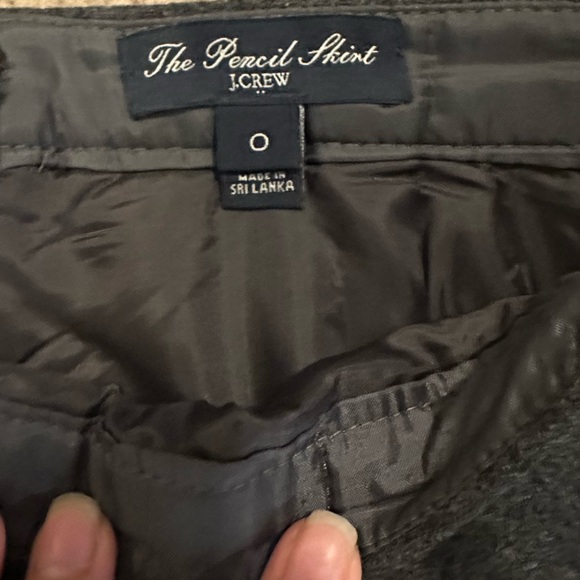 The Pencil Skirt
J.CREW
0
MADE IN
SRI LANKA